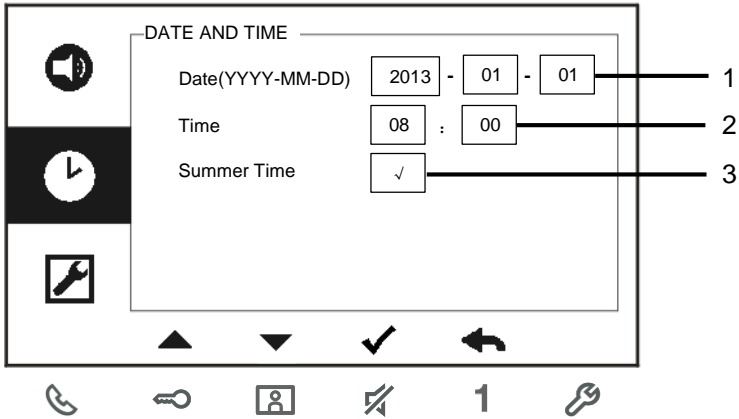 DATE AND TIME
Date(YYYY-MM-DD) 2013 - 01 - 01 1
Time 08 : 00 2
Summer Time √ 3
1